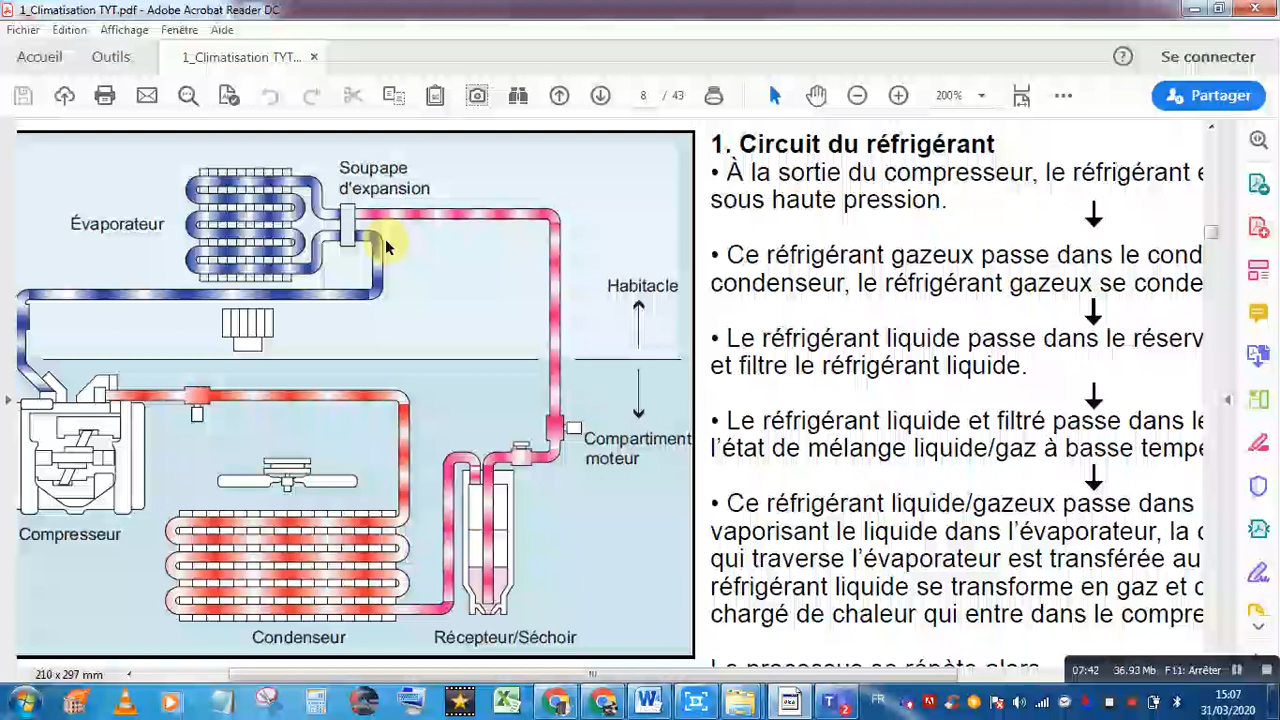 1_Climatisation TYT.pdf - Adobe Acrobat Reader DC
Fichier Edition Affichage Fenêtre Aide
Accueil Outils 1_Climatisation TYT... × Se connecter
8 / 43 200% Partager
Soupape
d'expansion
Évaporateur
Habitacle
Compartiment
moteur
Compresseur
Condenseur
Récepteur/Séchoir
1. Circuit du réfrigérant
• À la sortie du compresseur, le réfrigérant e
sous haute pression.
• Ce réfrigérant gazeux passe dans le cond
condenseur, le réfrigérant gazeux se conde
• Le réfrigérant liquide passe dans le réserv
et filtre le réfrigérant liquide.
• Le réfrigérant liquide et filtré passe dans le
l'état de mélange liquide/gaz à basse tempe
• Ce réfrigérant liquide/gazeux passe dans
vaporisant le liquide dans l'évaporateur, la c
qui traverse l'évaporateur est transférée au
réfrigérant liquide se transforme en gaz et c
chargé de chaleur qui entre dans le compre
Le processus se répète alors
210 x 297 mm
07:42 36.93 Mb F11: Arrêter
FR
15:07
31/03/2020